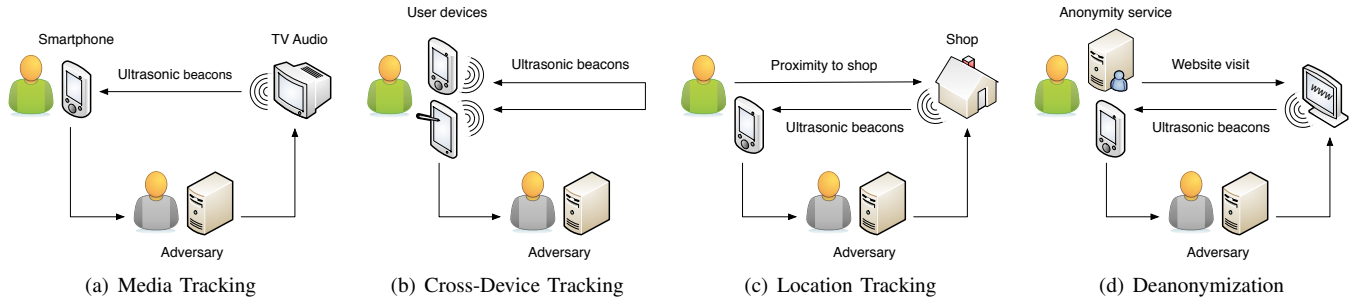 Smartphone
TV Audio
Ultrasonic beacons
Adversary
(a) Media Tracking
User devices
Ultrasonic beacons
Adversary
(b) Cross-Device Tracking
Shop
Proximity to shop
Ultrasonic beacons
Adversary
(c) Location Tracking
Anonymity service
Website visit
www
Ultrasonic beacons
Adversary
(d) Deanonymization